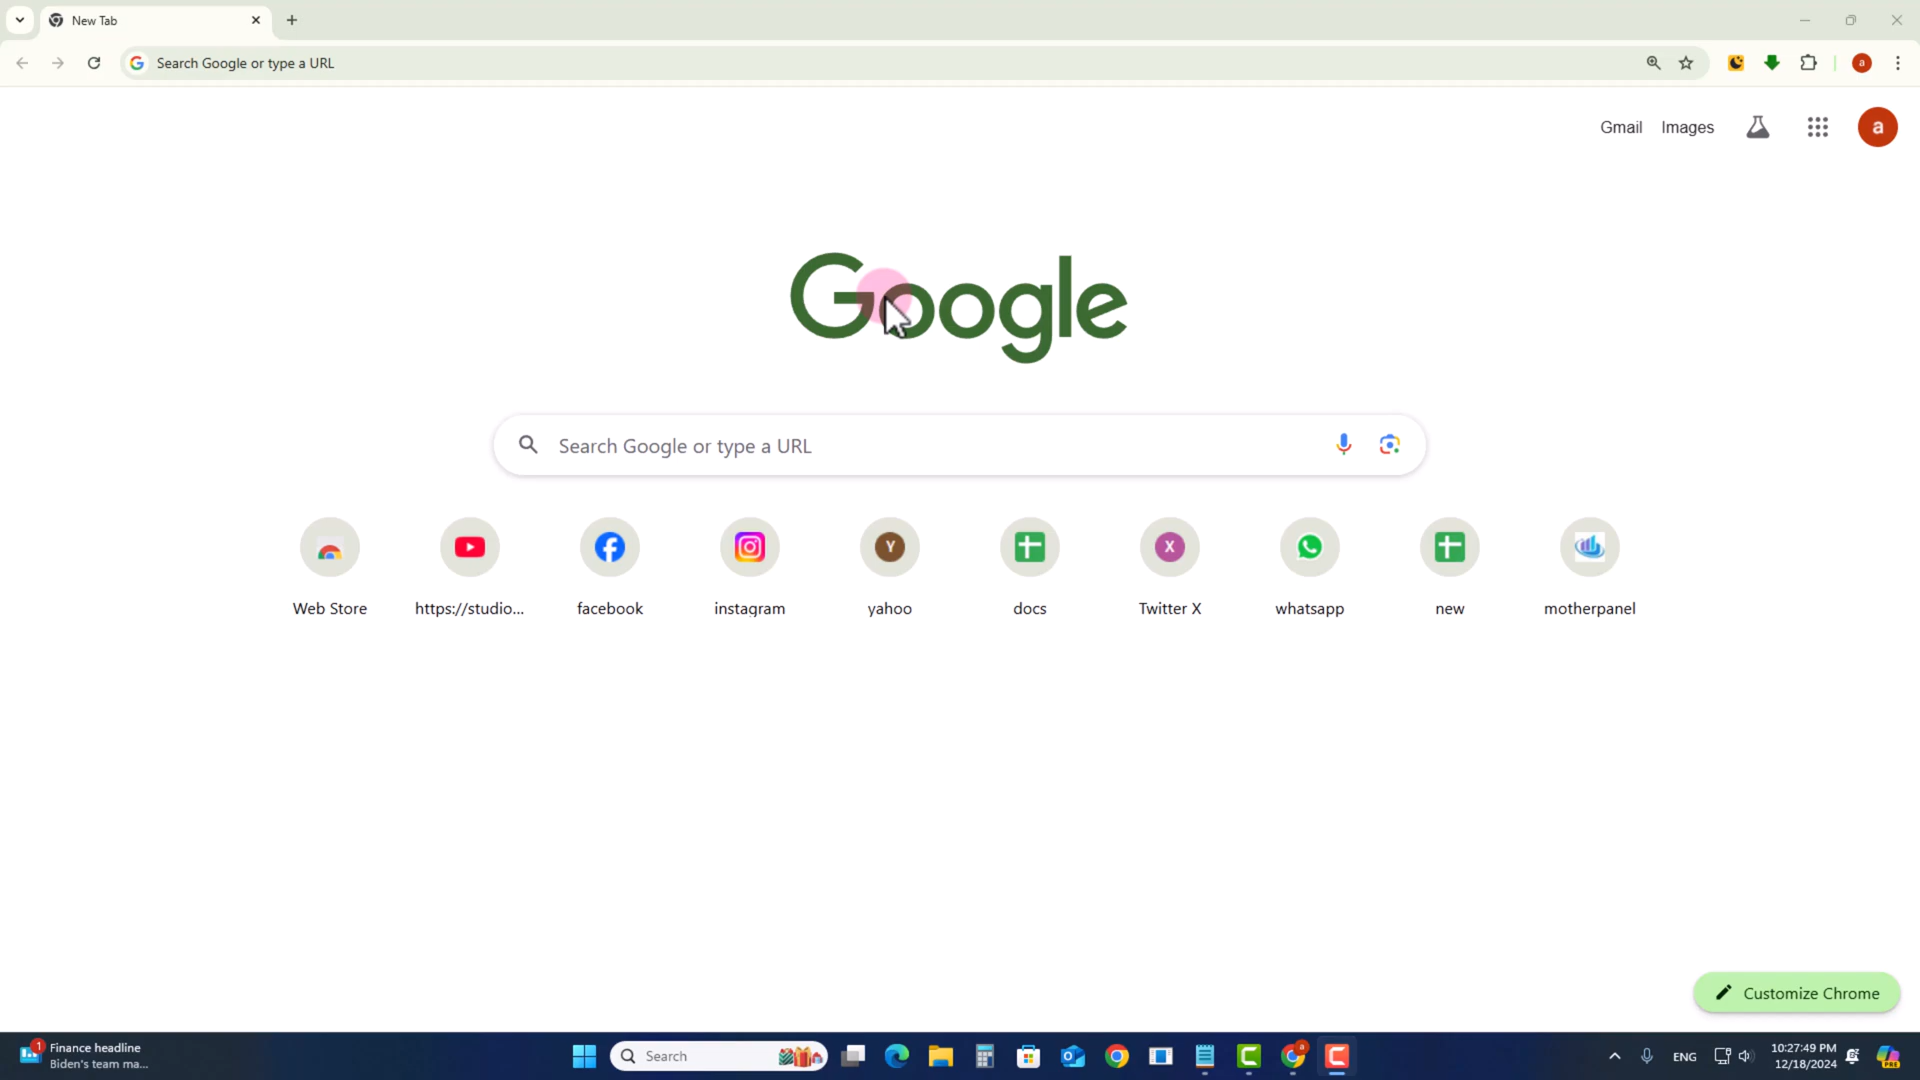 New Tab
Search Google or type a URL
a
Gmail Images
a
Google
Search Google or type a URL
Y
X
Web Store
https://studio...
facebook
instagram
yahoo
docs
Twitter X
whatsapp
new
motherpanel
Customize Chrome
1
Finance headline
Biden's team ma...
Search
a
ENG
10:27:49 PM
12/18/2024
PRE